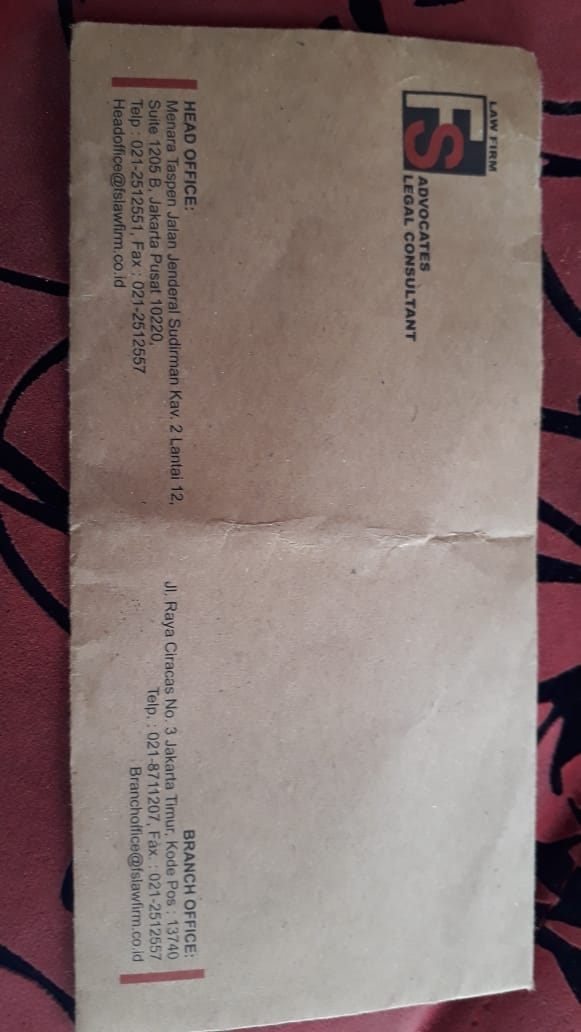 LAW FIRM
FS
ADVOCATES
LEGAL CONSULTANT
HEAD OFFICE:
Menara Taspen Jalan Jenderal Sudirman Kav. 2 Lantai 12,
Suite 1205 B, Jakarta Pusat 10220,
Telp : 021-2512551, Fax : 021-2512557
Headoffice@fslawfirm.co.id
BRANCH OFFICE:
Jl. Raya Ciracas No. 3 Jakarta Timur, Kode Pos : 13740
Telp. : 021-8711207, Fax. : 021-2512557
Branchoffice@fslawfirm.co.id